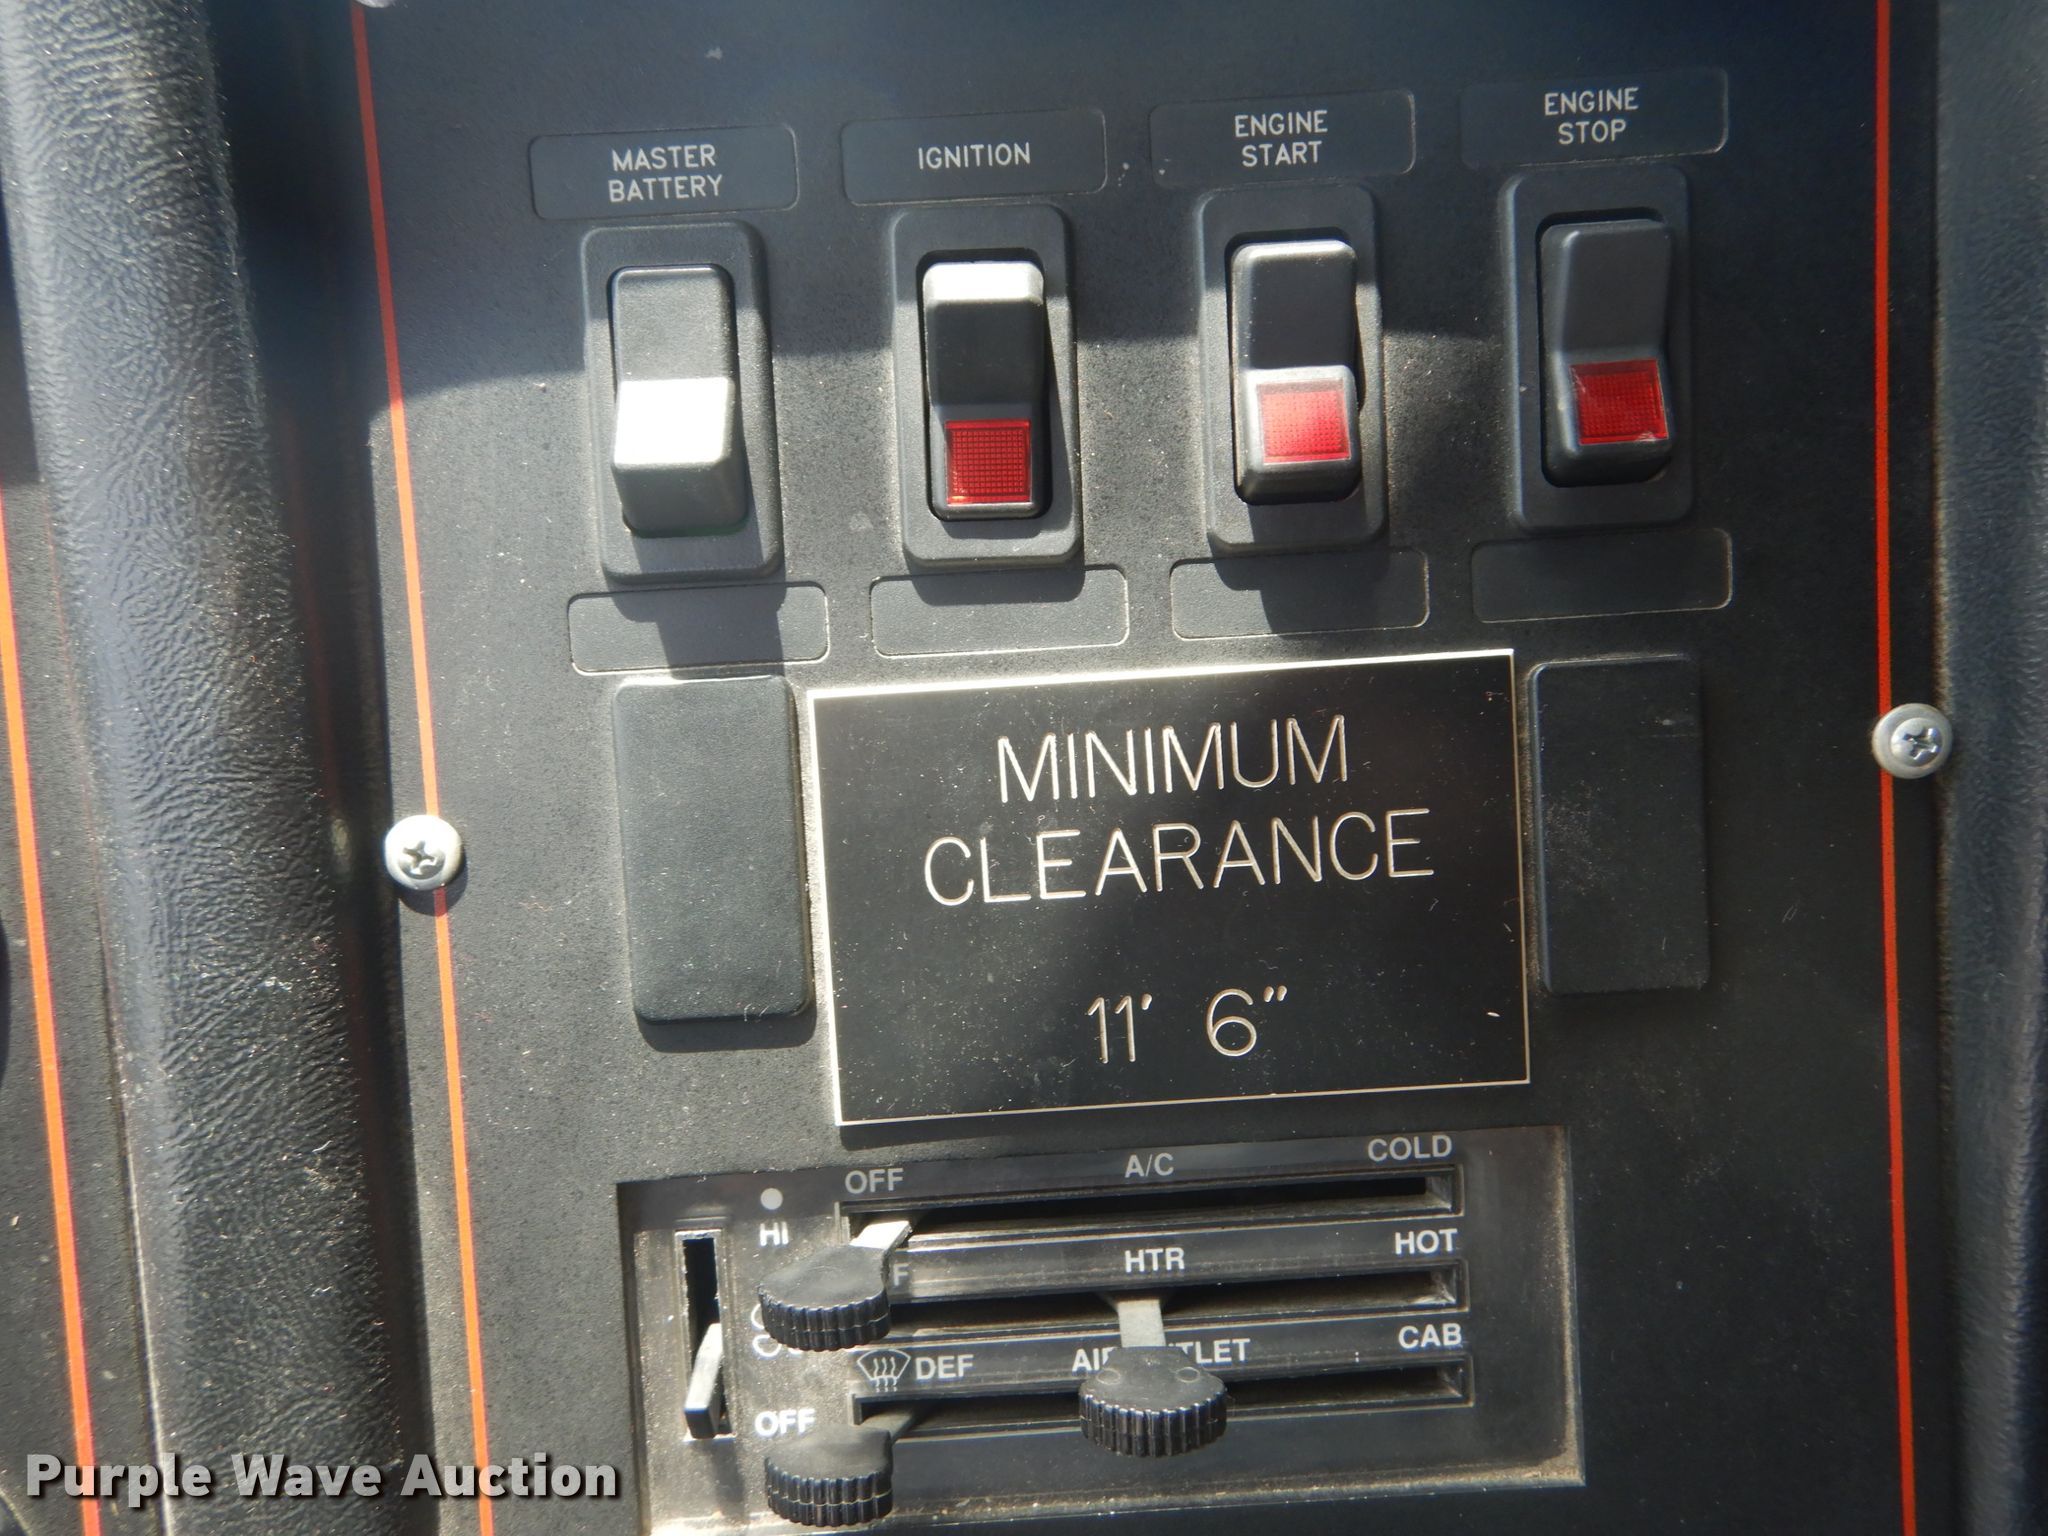 MASTER
BATTERY
IGNITION
ENGINE
START
ENGINE
STOP
MINIMUM
CLEARANCE
11' 6"
OFF A/C COLD
HI
HTR HOT
DEF CAB
OFF
Purple Wave Auction